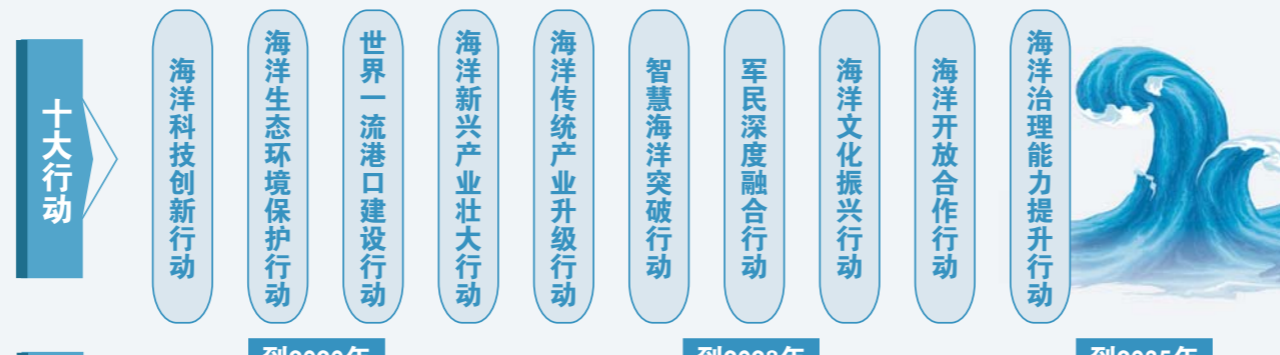 十大行动
海洋科技创新行动
海洋生态环境保护行动
世界一流港口建设行动
海洋新兴产业壮大行动
海洋传统产业升级行动
智慧海洋突破行动
军民深度融合行动
海洋文化振兴行动
海洋开放合作行动
海洋治理能力提升行动